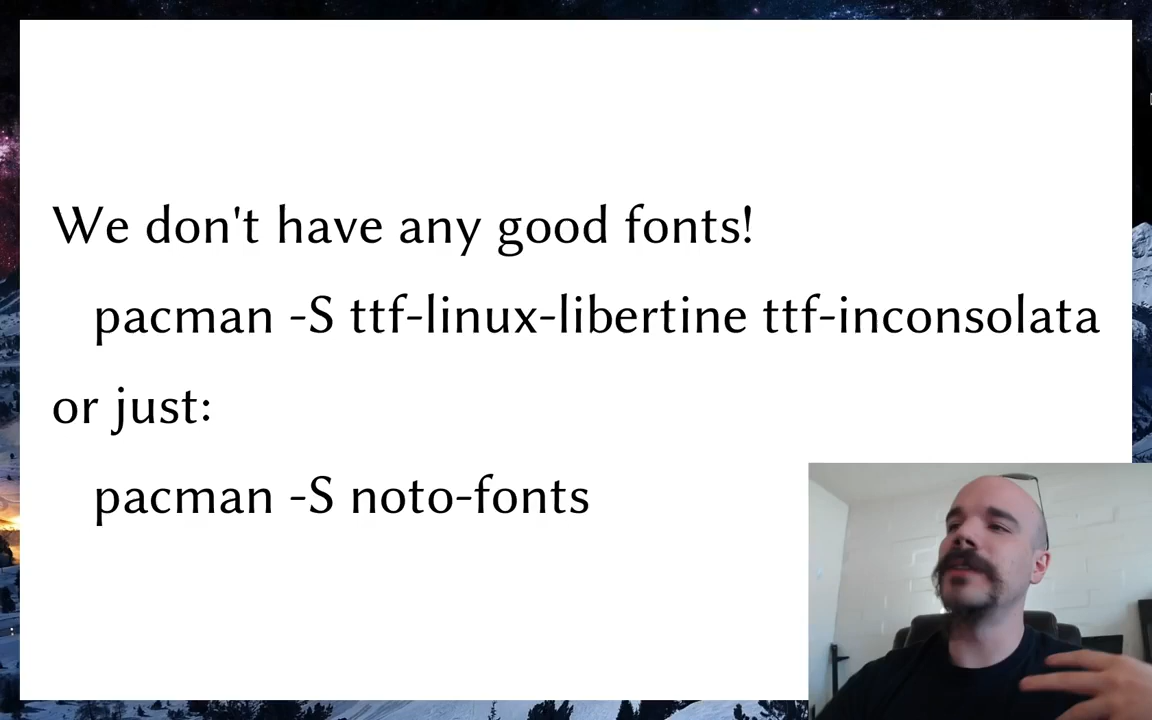 We don't have any good fonts!
pacman -S ttf-linux-libertine ttf-inconsolata
or just:
pacman -S noto-fonts